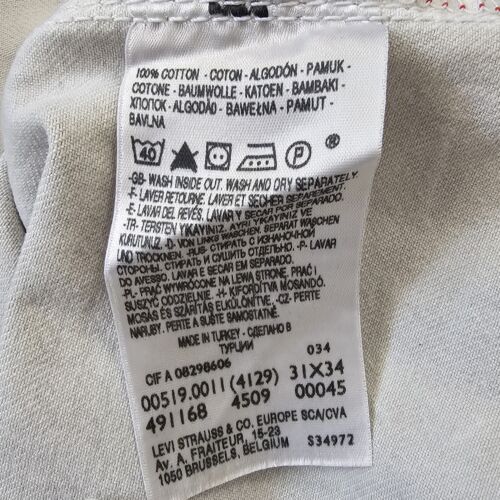 100% COTTON - COTON - ALGODÓN - PAMUK -
COTONE - BAUMWOLLE - KATOEN - BAMBAKI -
ХЛОПОК - ALGODÃO - BAWEŁNA - PAMUT -
BAVLNA
40 P ®
-GB- WASH INSIDE OUT. WASH AND DRY SEPARATELY.
-F- LAVER RETOURNE. LAVER ET SECHER SEPAREMENT.
-E- LAVAR DEL REVÉS. LAVAR Y SECAR POR SEPARADO.
-TR- TERSTEN YIKAYINIZ. AYRI YIKAYINIZ VE
KURUTUNUZ. -D- VON LINKS WASCHEN. SEPARAT WASCHEN
UND TROCKNEN. -RUS- СТИРАТЬ С ИЗНАНОЧНОЙ
СТОРОНЫ. СТИРАТЬ И СУШИТЬ ОТДЕЛЬНО. -P- LAVAR
DO AVESSO. LAVAR E SECAR EM SEPARADO.
-PL- PRAĆ WYWRÓCONE NA LEWĄ STRONĘ, PRAĆ I
SUSZYĆ ODDZIELNIE. -H- KIFORDÍTVA MOSANDÓ.
MOSÁS ÉS SZÁRÍTÁS ELKÜLÖNÍTVE. -CZ- PERTE
NARUBY. PERTE A SUŠTE SAMOSTATNĚ.
MADE IN TURKEY - СДЕЛАНО В
ТУРЦИИ
CIF A 08298606 034
00519.0011 (4129) 31X34
491168 4509 00045
LEVI STRAUSS & CO. EUROPE SCA/CVA
Av. A. FRAITEUR, 15-23
1050 BRUSSELS, BELGIUM S34972